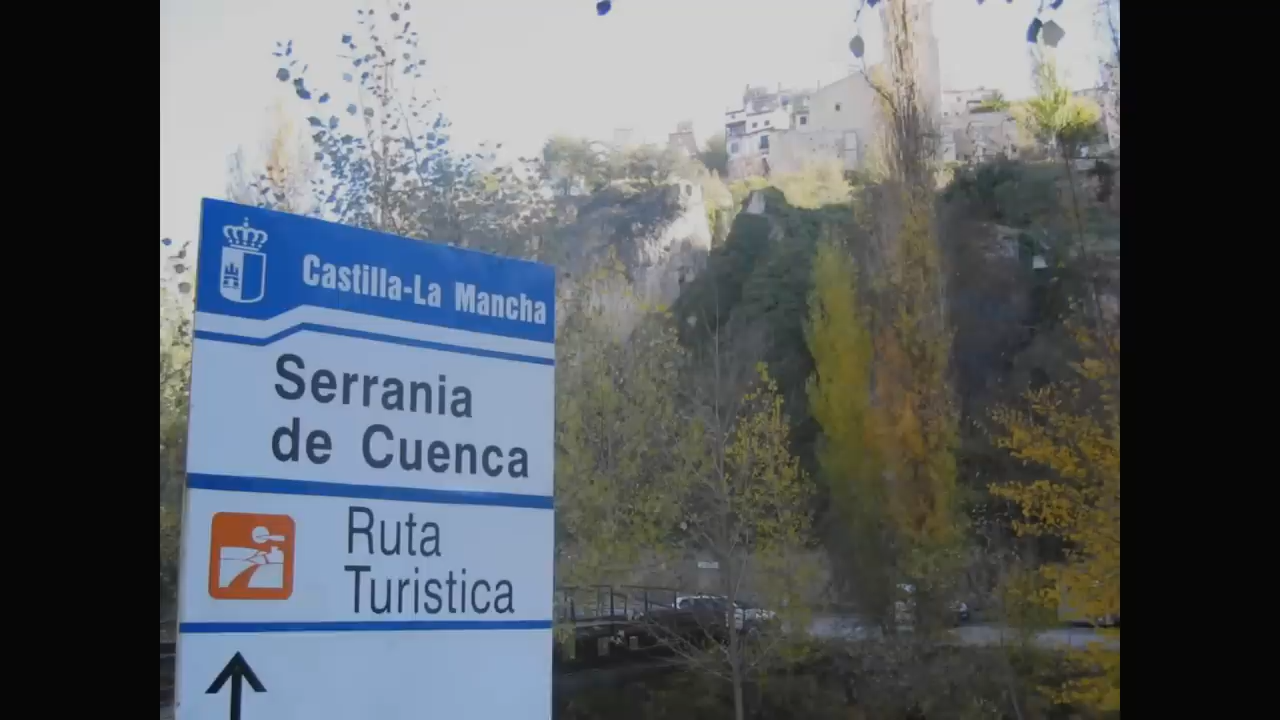 Castilla-La Mancha
Serrania
de Cuenca
Ruta
Turistica